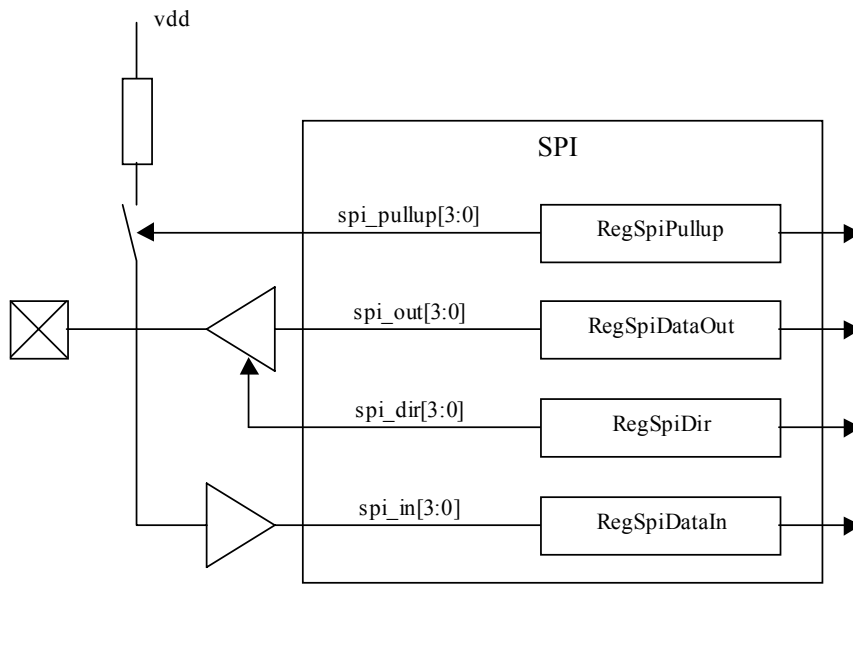 vdd
SPI
spi_pullup[3:0]
RegSpiPullup
spi_out[3:0]
RegSpiDataOut
spi_dir[3:0]
RegSpiDir
spi_in[3:0]
RegSpiDataIn